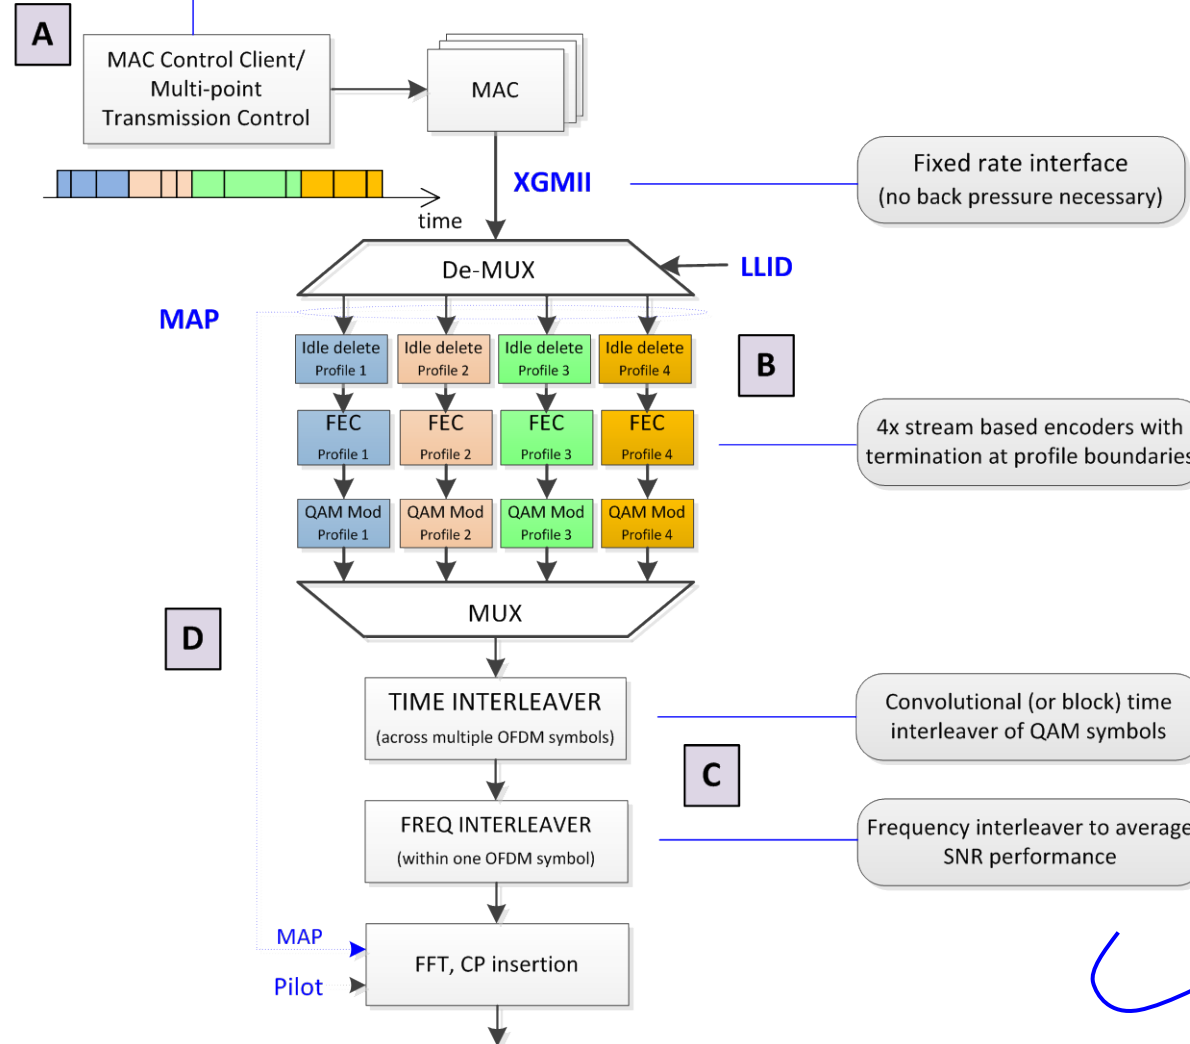 A
MAC Control Client/
Multi-point
Transmission Control
MAC
Fixed rate interface
(no back pressure necessary)
XGMII
time
De-MUX
LLID
MAP
Idle delete
Profile 1
Idle delete
Profile 2
Idle delete
Profile 3
Idle delete
Profile 4
B
FEC
Profile 1
FEC
Profile 2
FEC
Profile 3
FEC
Profile 4
4x stream based encoders with
termination at profile boundaries
QAM Mod
Profile 1
QAM Mod
Profile 2
QAM Mod
Profile 3
QAM Mod
Profile 4
MUX
D
TIME INTERLEAVER
(across multiple OFDM symbols)
Convolutional (or block) time
interleaver of QAM symbols
C
FREQ INTERLEAVER
(within one OFDM symbol)
Frequency interleaver to average
SNR performance
MAP
FFT, CP insertion
Pilot